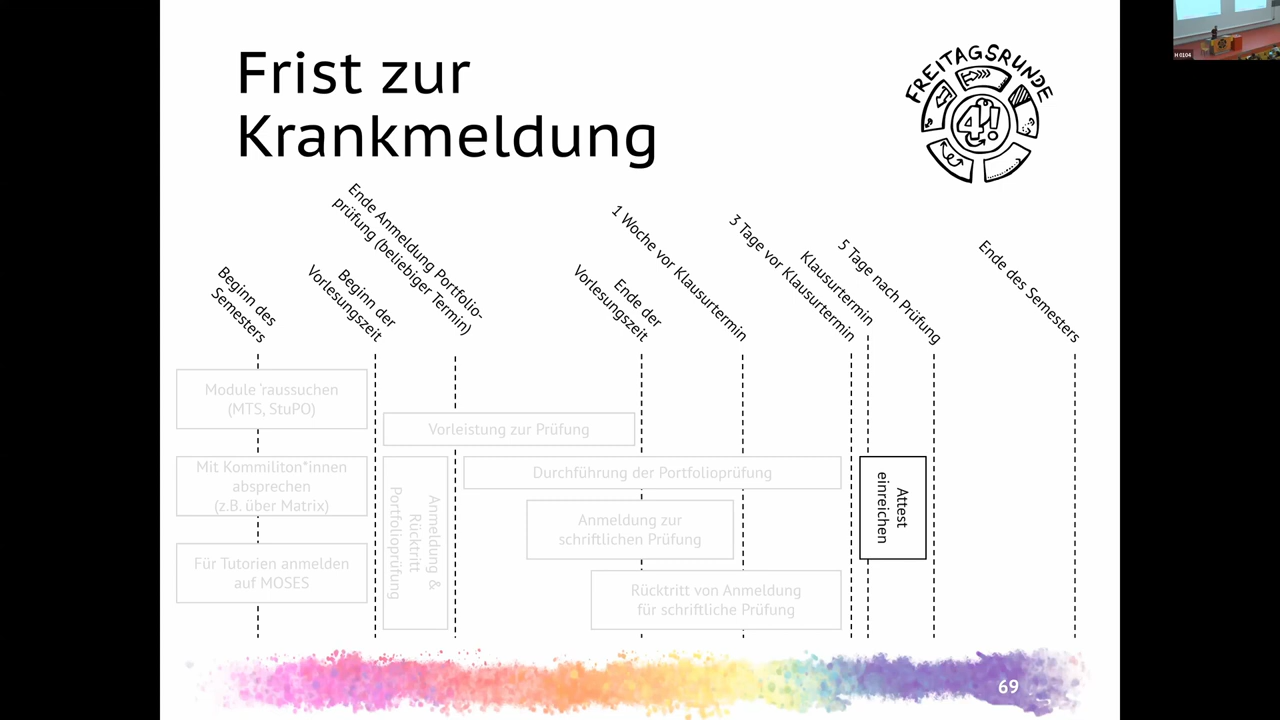 Frist zur
Krankmeldung
FREITAGSRUNDE
4!
Beginn des
Semesters
Beginn der
Vorlesungszeit
Ende Anmeldung Portfolio-
prüfung (beliebiger Termin)
Ende der
Vorlesungszeit
1 Woche vor Klausurtermin
3 Tage vor Klausurtermin
Klausurtermin
5 Tage nach Prüfung
Ende des Semesters
Module ’raussuchen
(MTS, StuPO)
Mit Kommiliton*innen
absprechen
(z.B. über Matrix)
Für Tutorien anmelden
auf MOSES
Vorleistung zur Prüfung
Anmeldung &
Rücktritt
Portfolioprüfung
Durchführung der Portfolioprüfung
Anmeldung zur
schriftlichen Prüfung
Rücktritt von Anmeldung
für schriftliche Prüfung
Attest
einreichen
69
H 0104